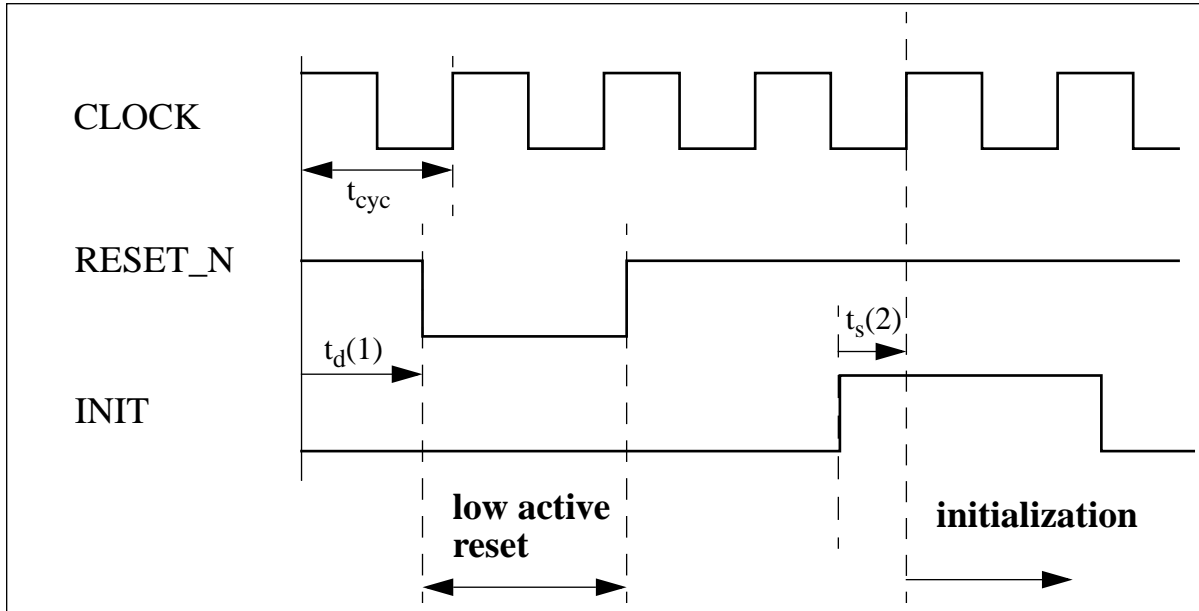 CLOCK
t_cyc
RESET_N
t_s(2)
t_d(1)
INIT
low active
reset
initialization